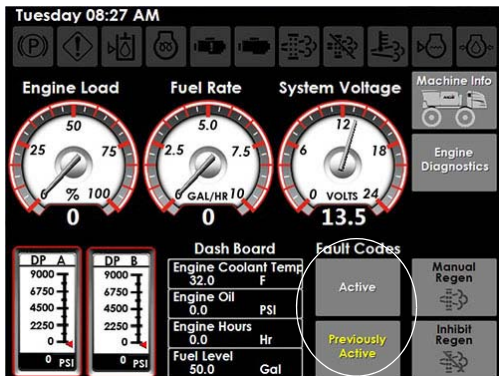 Tuesday 08:27 AM
Engine Load
Fuel Rate
System Voltage
Machine Info
50
25
75
0
%
100
0
5.0
2.5
7.5
0
GAL/HR
10
0
12
6
18
0
VOLTS
24
13.5
Engine
Diagnostics
DP A
9000
6750
4500
2250
0
0 PSI
DP B
9000
6750
4500
2250
0
0 PSI
Dash Board
Engine Coolant Temp
32.0 F
Engine Oil
0.0 PSI
Engine Hours
0.0 Hr
Fuel Level
50.0 Gal
Fault Codes
Active
Previously
Active
Manual
Regen
Inhibit
Regen